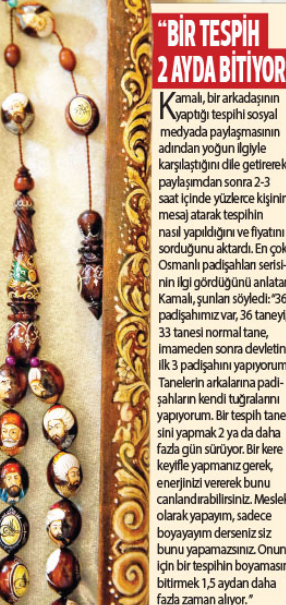 “BİR TESPİH
2 AYDA BİTİYOR
Kamalı, bir arkadaşının
yaptığı tespihi sosyal
medyada paylaşmasının
adından yoğun ilgiyle
karşılaştığını dile getirerek
paylaşımdan sonra 2-3
saat içinde yüzlerce kişinin
mesaj atarak tespihin
nasıl yapıldığını ve fiyatını
sorduğunu aktardı. En çok
Osmanlı padişahları serisi-
nin ilgi gördüğünü anlatan
Kamalı, şunları söyledi: “36
padişahımız var, 36 taneyi,
33 tanesi normal tane,
imameden sonra devletin
ilk 3 padişahını yapıyorum.
Tanelerin arkalarına padi-
şahların kendi tuğralarını
yapıyorum. Bir tespih tane-
sini yapmak 2 ya da daha
fazla gün sürüyor. Bir kere
keyifle yapmanız gerek,
enerjinizi vererek bunu
canlandırabilirsiniz. Meslek
olarak yapayım, sadece
boyayayım derseniz siz
bunu yapamazsınız. Onun
için bir tespihin boyamasını
bitirmek 1,5 aydan daha
fazla zaman alıyor.”